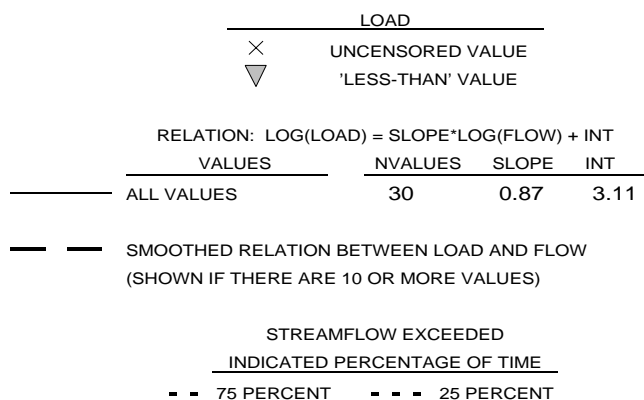 LOAD
UNCENSORED VALUE
'LESS-THAN' VALUE
RELATION: LOG(LOAD) = SLOPE*LOG(FLOW) + INT
VALUES NVALUES SLOPE INT
ALL VALUES 30 0.87 3.11
SMOOTHED RELATION BETWEEN LOAD AND FLOW
(SHOWN IF THERE ARE 10 OR MORE VALUES)
STREAMFLOW EXCEEDED
INDICATED PERCENTAGE OF TIME
75 PERCENT 25 PERCENT